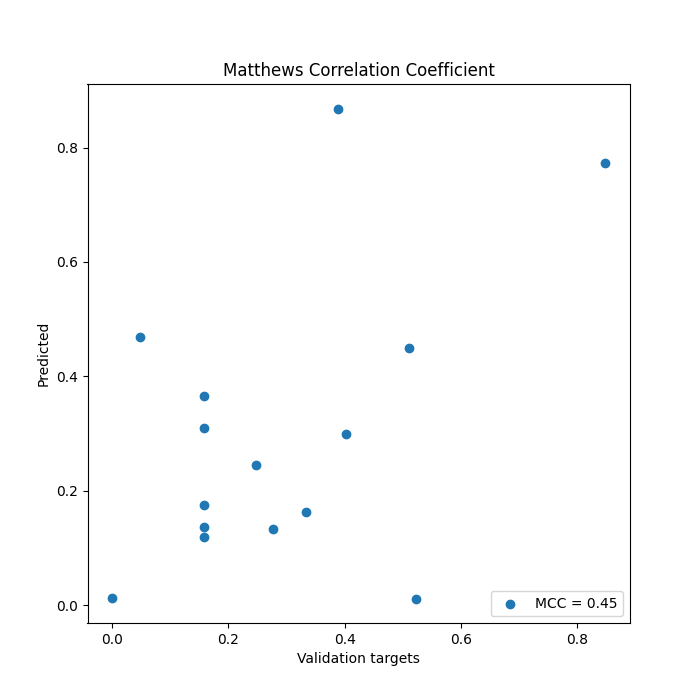 Matthews Correlation Coefficient
0.8
0.6
0.4
0.2
0.0
Predicted
MCC = 0.45
0.0 0.2 0.4 0.6 0.8
Validation targets